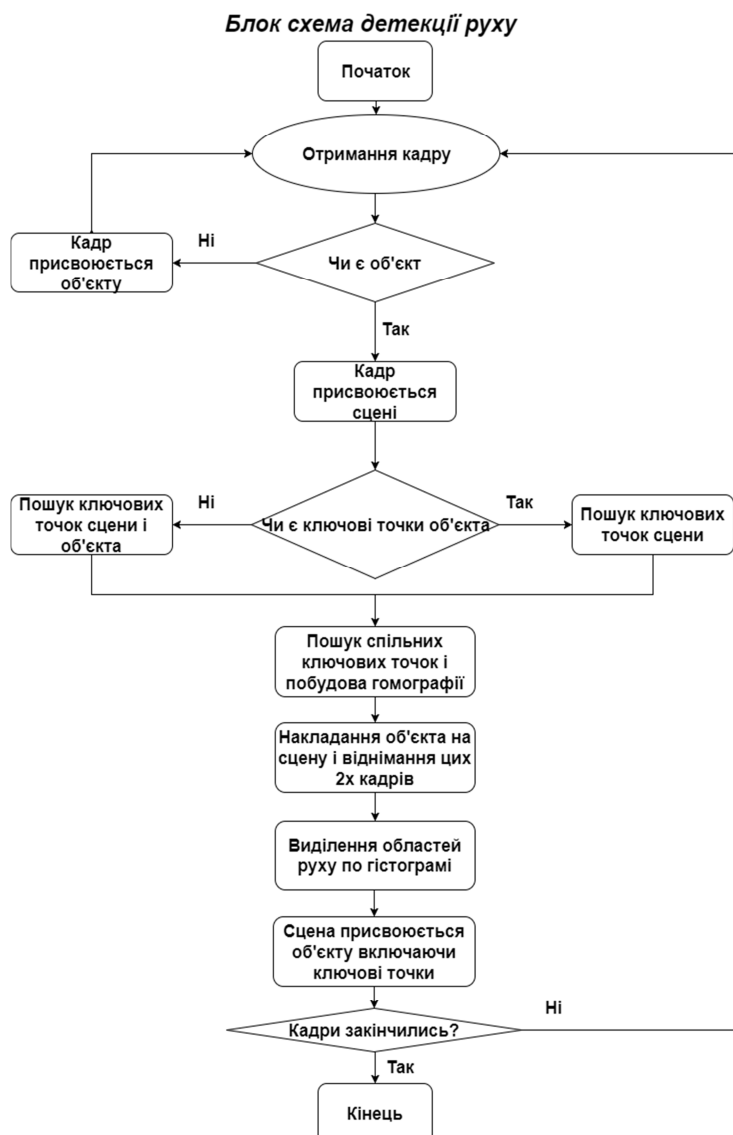 Блок схема детекції руху
Початок
Отримання кадру
Ні
Кадр
присвоюється
об'єкту
Чи є об'єкт
Так
Кадр
присвоюється
сцені
Пошук ключових
точок сцени і
об'єкта
Ні
Чи є ключові точки об'єкта
Так
Пошук ключових
точок сцени
Пошук спільних
ключових точок і
побудова гомографії
Накладання об'єкта на
сцену і віднімання цих
2х кадрів
Виділення областей
руху по гістограмі
Сцена присвоюється
об'єкту включаючи
ключові точки
Кадри закінчились?
Ні
Так
Кінець